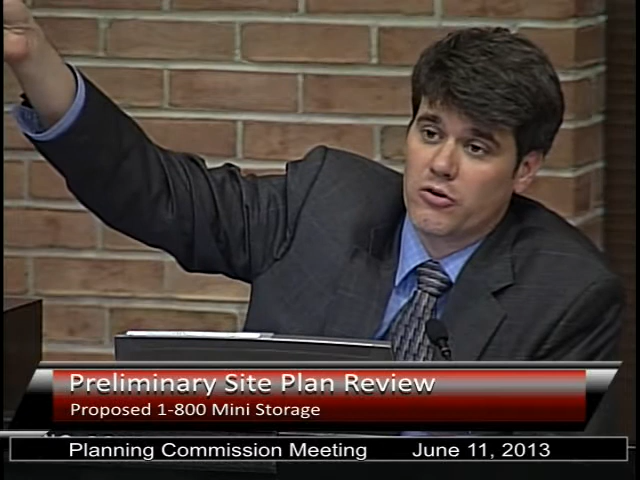 Preliminary Site Plan Review
Proposed 1-800 Mini Storage
Planning Commission Meeting June 11, 2013